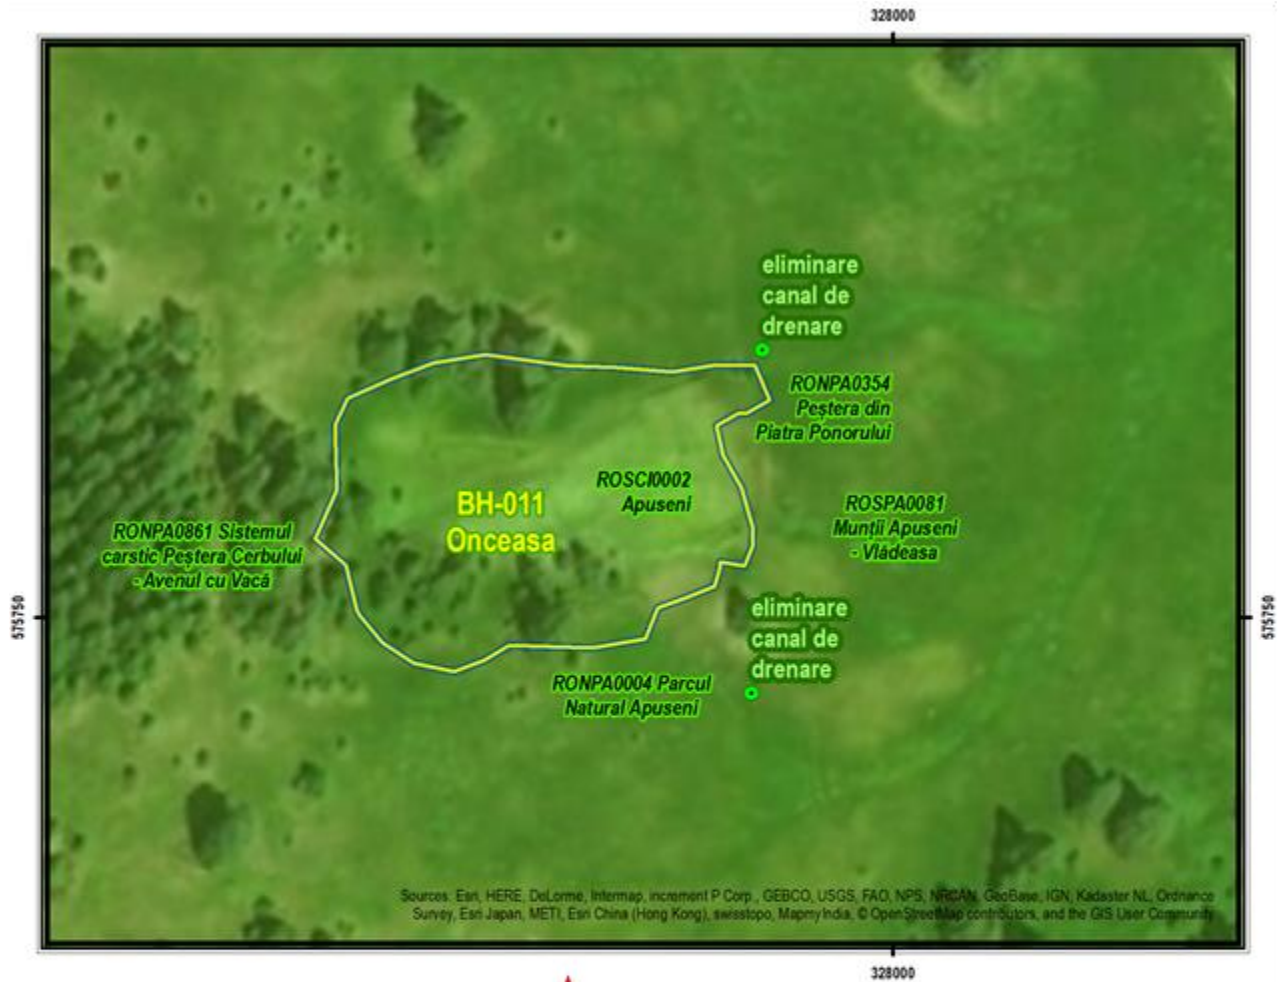 328000
eliminare
canal de
drenare
RONPA0354
Peștera din
Piatra Ponorului
ROSCI0002
Apuseni
BH-011
Onceasa
ROSPA0081
Munții Apuseni
- Vlădeasa
RONPA0861 Sistemul
carstic Peștera Cerbului
- Avenul cu Vacă
575750
575750
eliminare
canal de
drenare
RONPA0004 Parcul
Natural Apuseni
Sources: Esri, HERE, DeLorme, Intermap, increment P Corp., GEBCO, USGS, FAO, NPS, NRCAN, GeoBase, IGN, Kadaster NL, Ordnance
Survey, Esri Japan, METI, Esri China (Hong Kong), swisstopo, MapmyIndia, © OpenStreetMap contributors, and the GIS User Community
328000